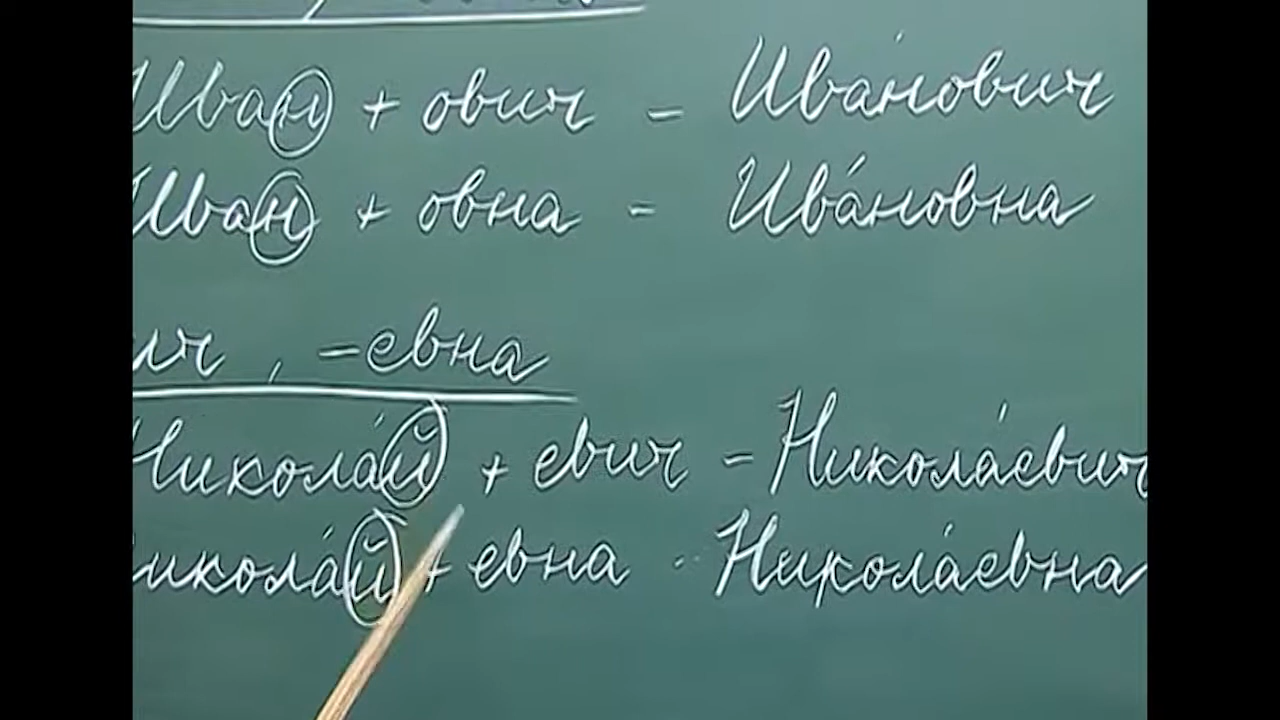 Иван + ович - Ива́нович
Иван + овна - Ива́новна
ич, -евна
Никола́й + евич - Никола́евич
иколай + евна - Никола́евна